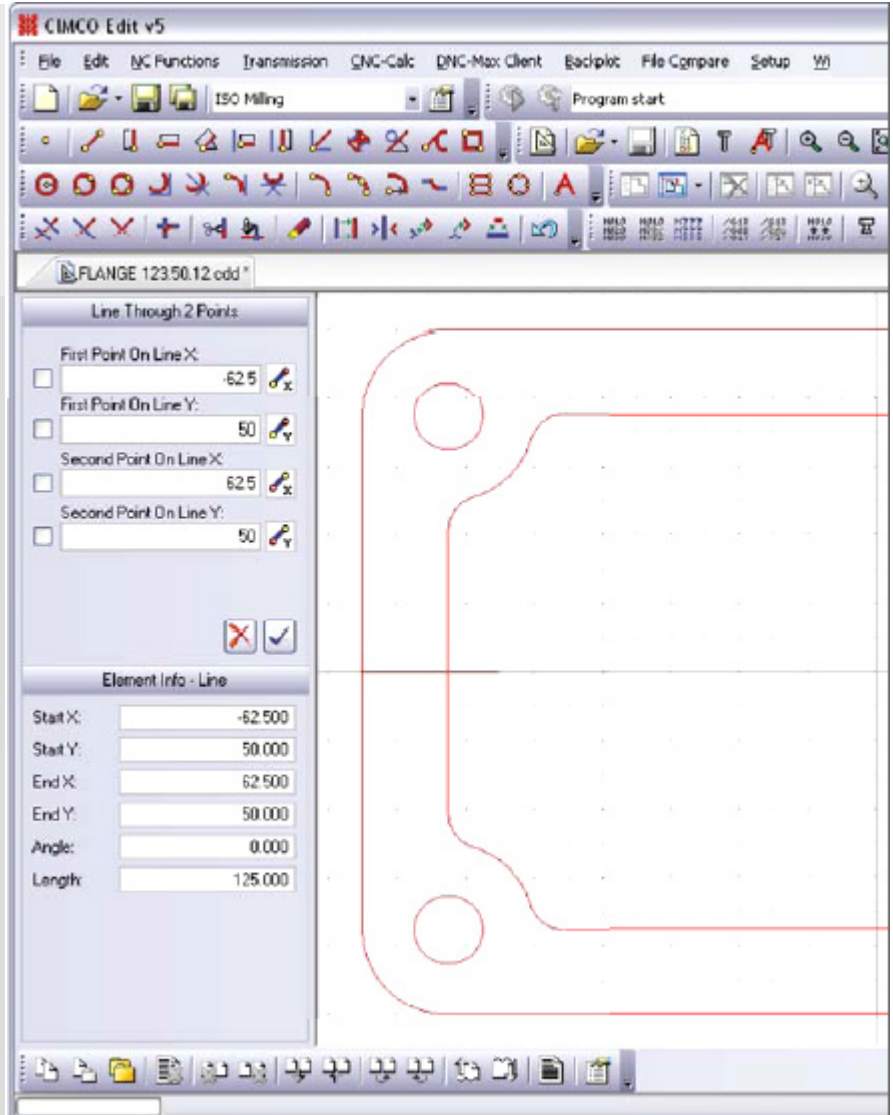 CIMCO Edit v5
File Edit NC Functions Transmission CNC-Calc DNC-Max Client Backplot File Compare Setup Wi
ISO Milling
Program start
FLANGE 123.50.12.cdd*
Line Through 2 Points
First Point On Line X:
-62.5
First Point On Line Y:
50
Second Point On Line X:
62.5
Second Point On Line Y:
50
Element Info - Line
Start X: -62.500
Start Y: 50.000
End X: 62.500
End Y: 50.000
Angle: 0.000
Length: 125.000